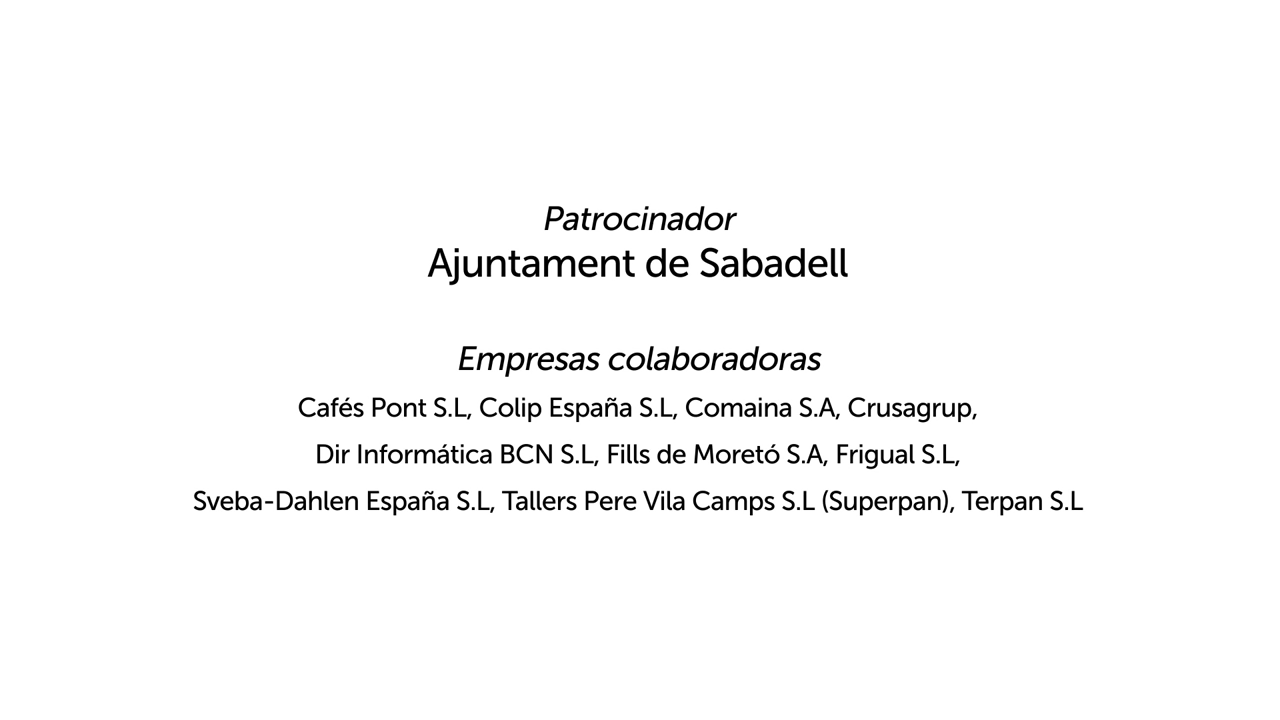 Patrocinador
Ajuntament de Sabadell
Empresas colaboradoras
Cafés Pont S.L, Colip España S.L, Comaina S.A, Crusagrup,
Dir Informática BCN S.L, Fills de Moretó S.A, Frigual S.L,
Sveba-Dahlen España S.L, Tallers Pere Vila Camps S.L (Superpan), Terpan S.L